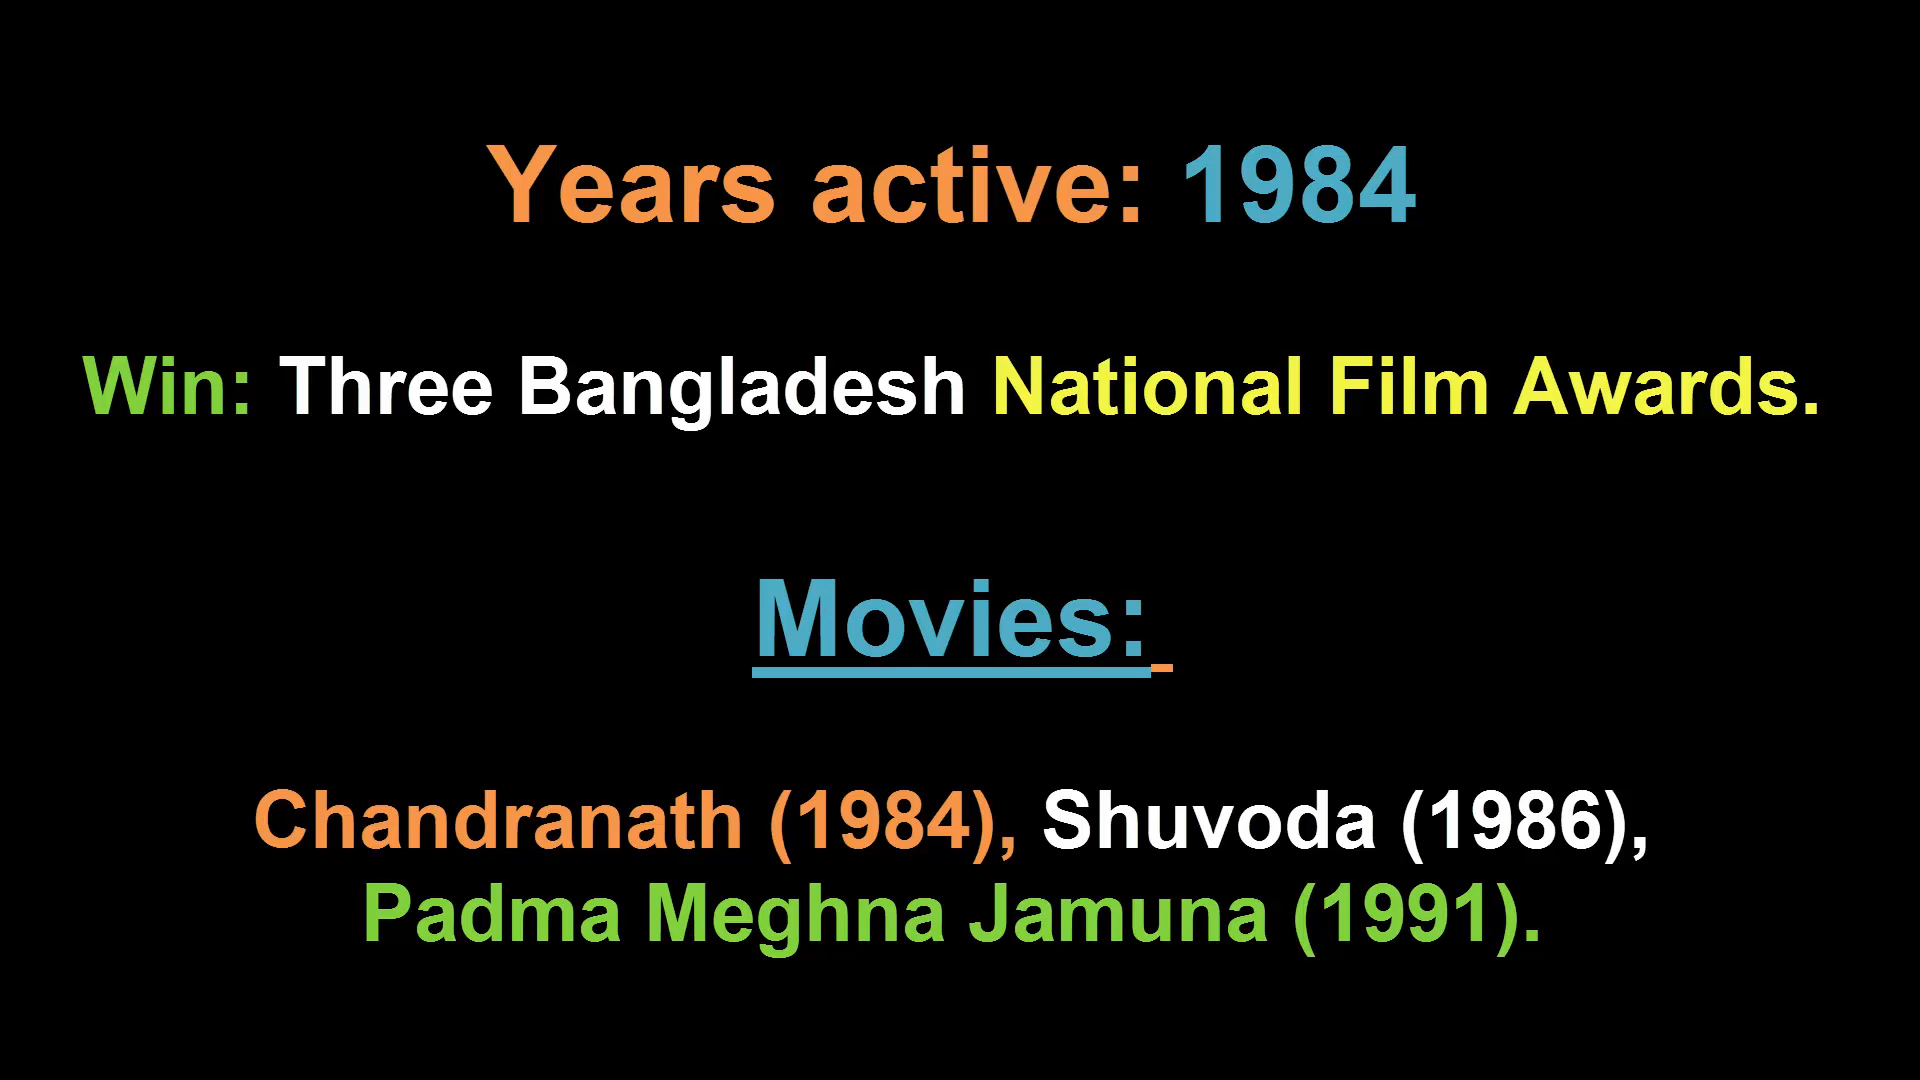 Years active: 1984
Win: Three Bangladesh National Film Awards.
Movies:
Chandranath (1984), Shuvoda (1986),
Padma Meghna Jamuna (1991).